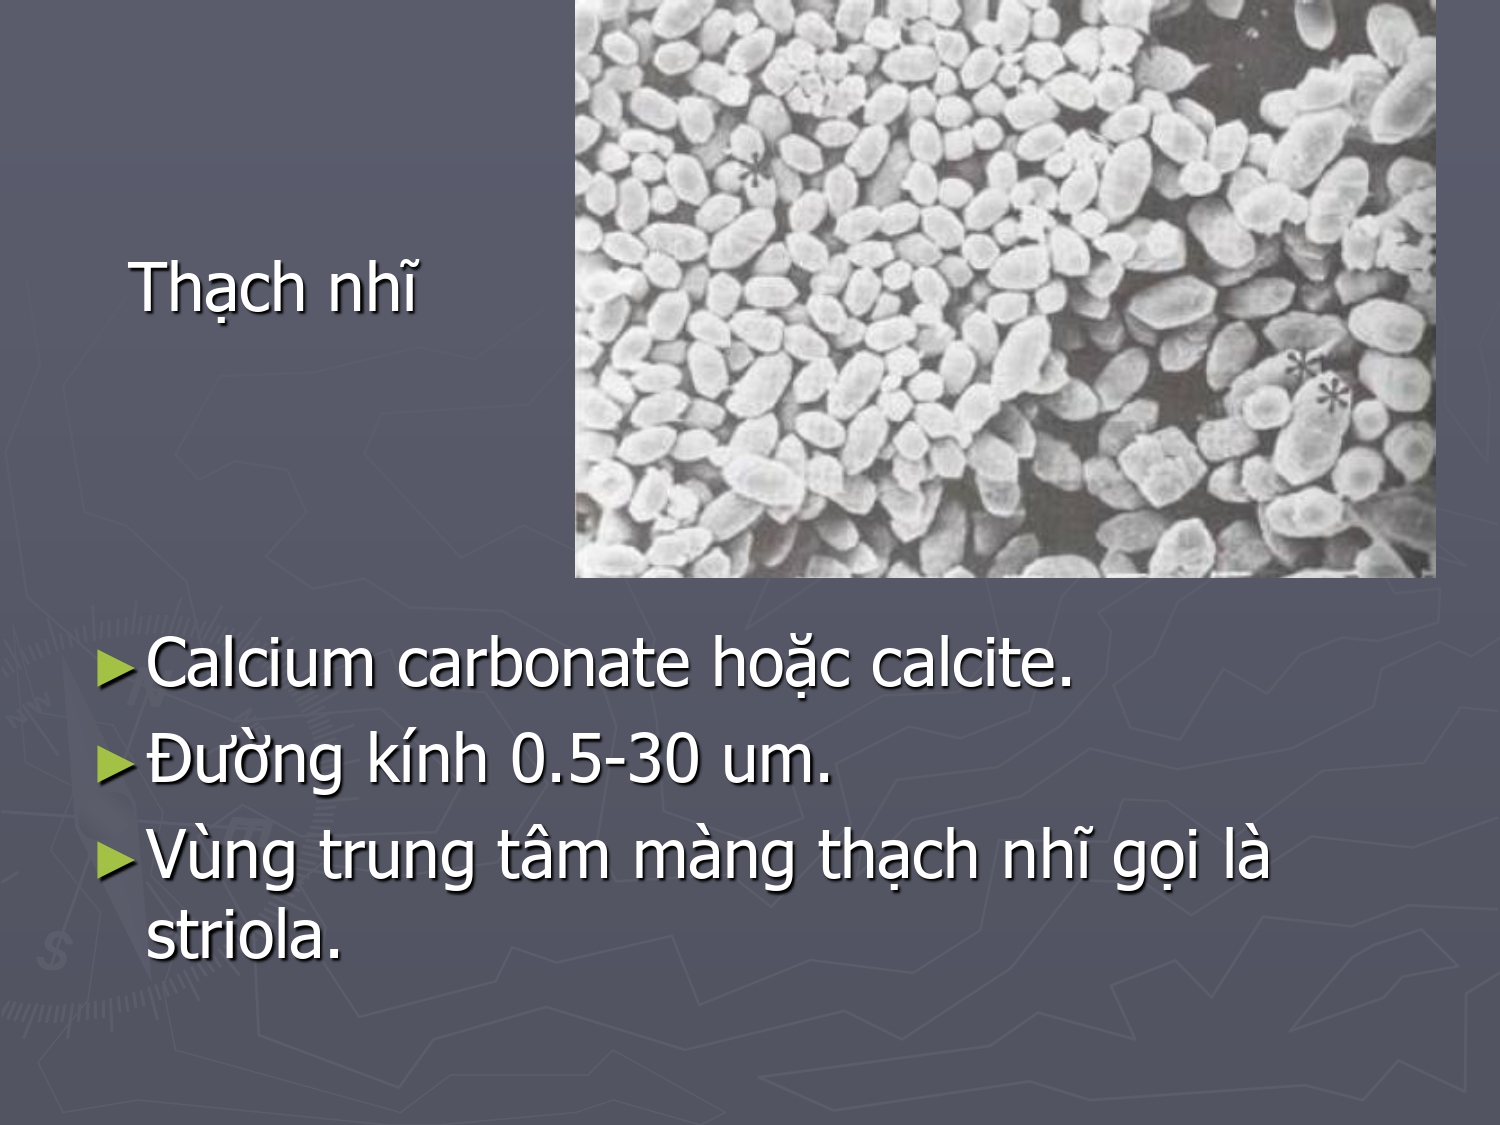 Thạch nhĩ
►Calcium carbonate hoặc calcite.
►Đường kính 0.5-30 um.
►Vùng trung tâm màng thạch nhĩ gọi là
striola.
NW
N
E
S